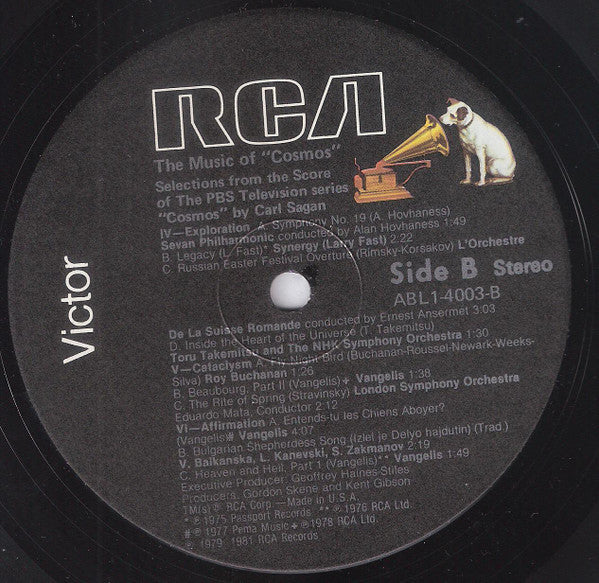 RCA
The Music of "Cosmos"
Selections from the Score
of The PBS Television series
"Cosmos" by Carl Sagan
IV—Exploration A. Symphony No. 19 (A. Hovhaness)
Sevan Philharmonic conducted by Alan Hovhaness 1:49
B. Legacy (L. Fast)* Synergy (Larry Fast) 2:22
C. Russian Easter Festival Overture (Rimsky-Korsakov) L'Orchestre
Side B Stereo
ABL1-4003-B
Victor
De La Suisse Romande conducted by Ernest Ansermet 3:03
D. Inside the Heart of the Universe (T. Takemitsu)
Toru Takemitsu and The NHK Symphony Orchestra 1:30
V—Cataclysm A. Fly Night Bird (Buchanan-Roussel-Newark-Weeks-
Silva) Roy Buchanan 1:26
B. Beaubourg, Part II (Vangelis)+ Vangelis 1:38
C. The Rite of Spring (Stravinsky) London Symphony Orchestra
Eduardo Mata, Conductor 2:12
VI—Affirmation A. Entends-tu les Chiens Aboyer?
(Vangelis)# Vangelis 4:07
B. Bulgarian Shepherdess Song (Izlel je Delyo hajdutin) (Trad.)
V. Balkanska, L. Kanevski, S. Zakmanov 2:19
C. Heaven and Hell, Part 1 (Vangelis)** Vangelis 1:49
Executive Producer: Geoffrey Haines-Stiles
Producers, Gordon Skene and Kent Gibson
TM(s) ® RCA Corp — Made in U.S.A.
* ℗ 1975 Passport Records ** ℗ 1976 RCA Ltd.
# ℗ 1977 Pema Music + ℗ 1978 RCA Ltd.
℗ 1979, 1981 RCA Records